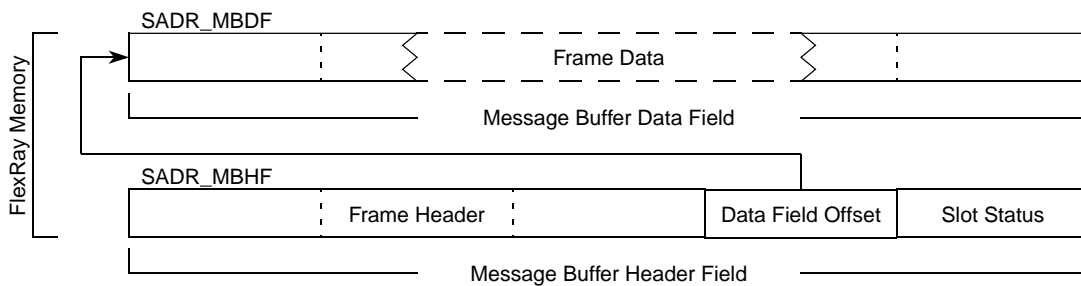 SADR_MBDF
Frame Data
Message Buffer Data Field
FlexRay Memory
SADR_MBHF
Frame Header
Data Field Offset
Slot Status
Message Buffer Header Field